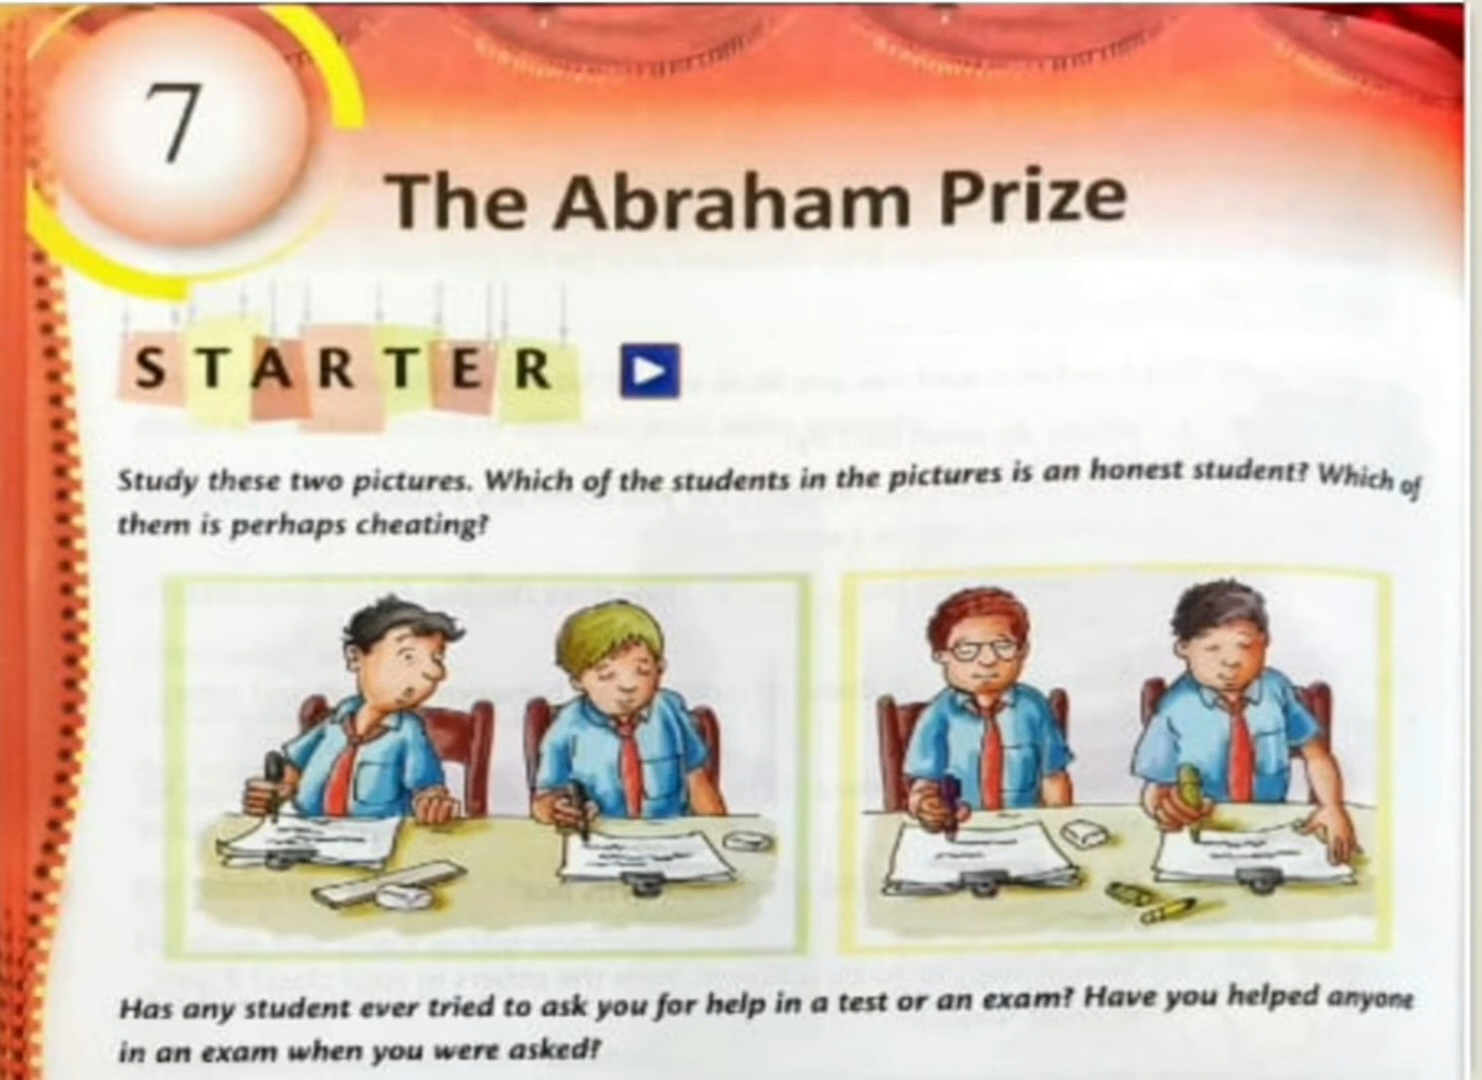 7
The Abraham Prize
STARTER
Study these two pictures. Which of the students in the pictures is an honest student? Which of
them is perhaps cheating?
Has any student ever tried to ask you for help in a test or an exam? Have you helped anyone
in an exam when you were asked?